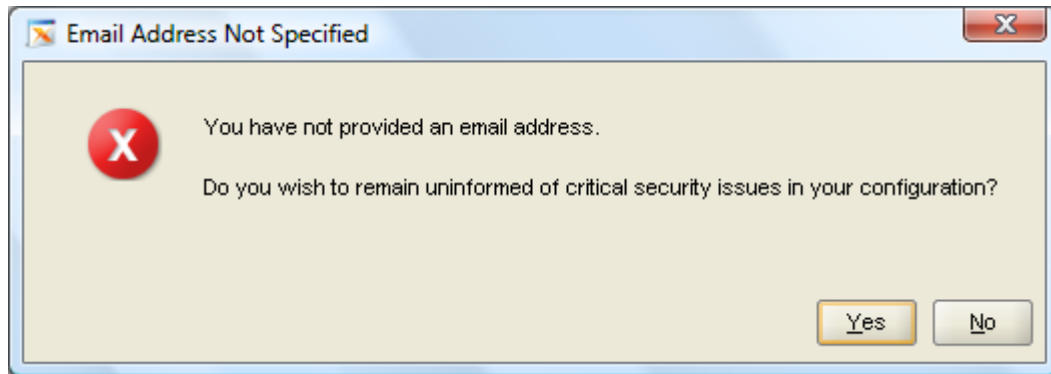 Email Address Not Specified
You have not provided an email address.
Do you wish to remain uninformed of critical security issues in your configuration?
Yes
No